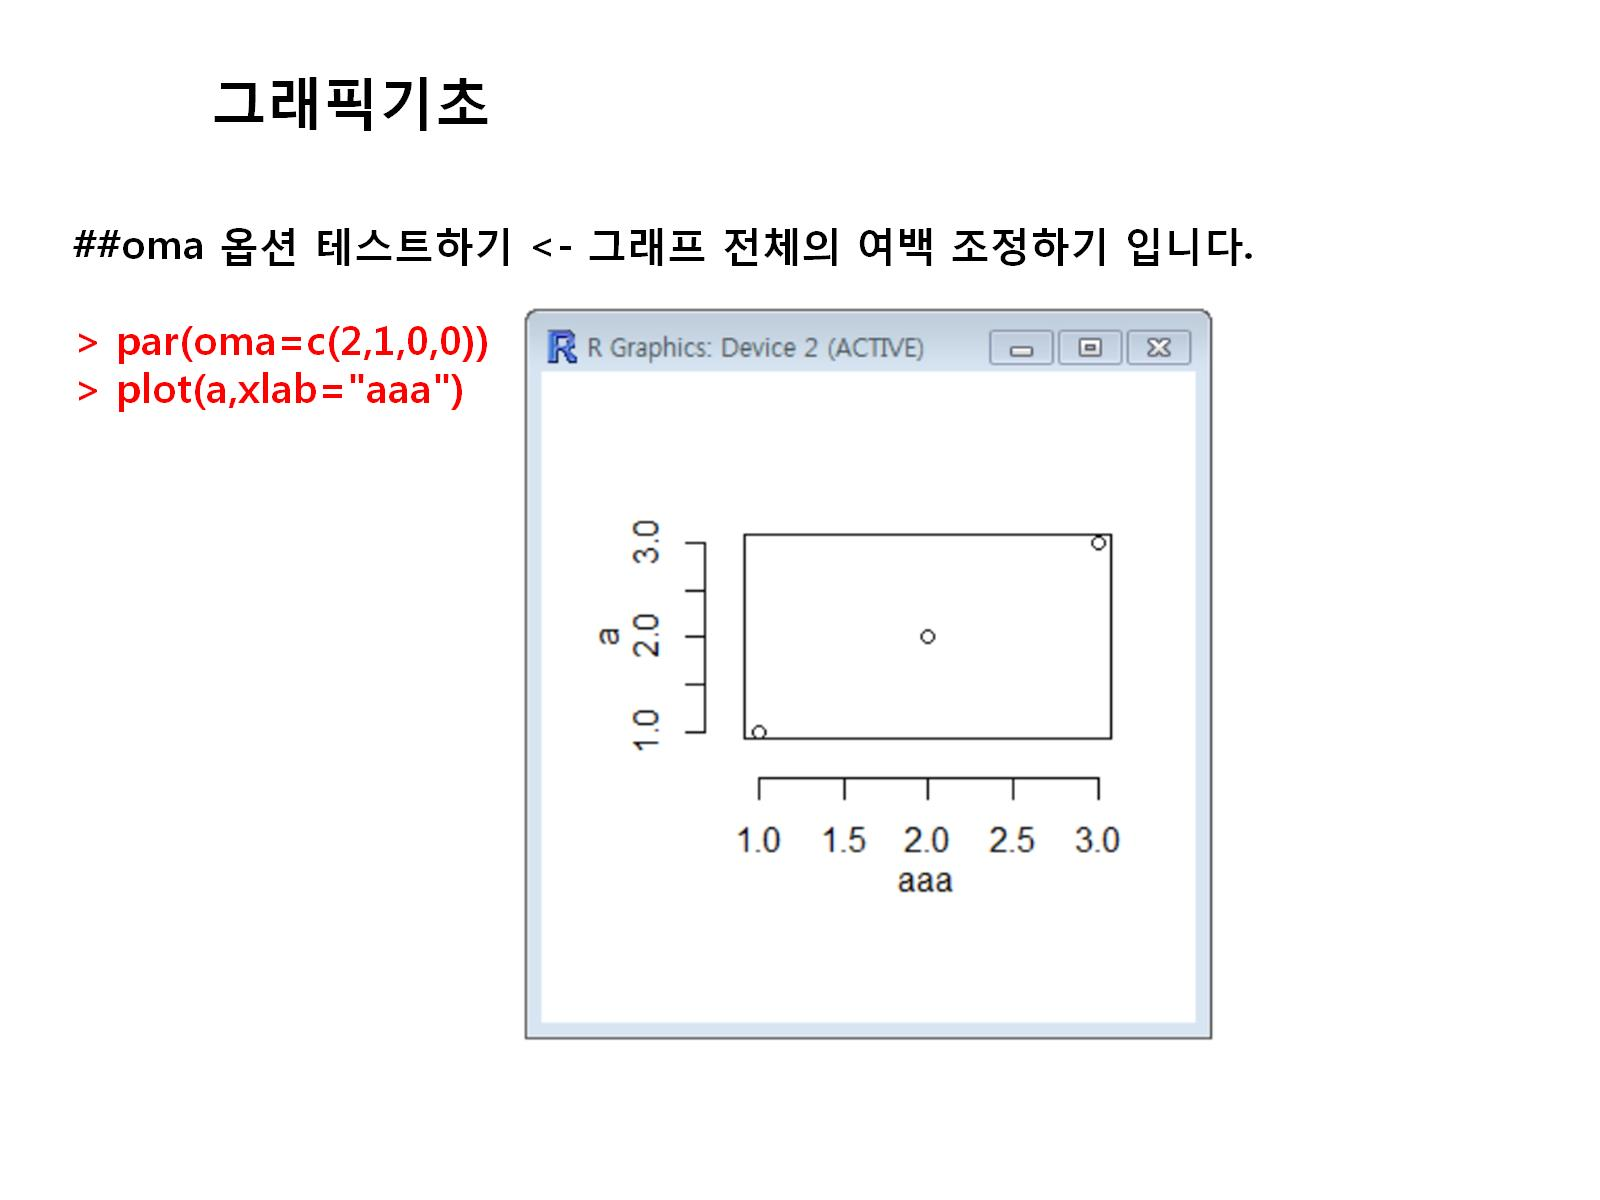 그래픽기초
##oma 옵션 테스트하기 <- 그래프 전체의 여백 조정하기 입니다.
> par(oma=c(2,1,0,0))
> plot(a,xlab="aaa")
R Graphics: Device 2 (ACTIVE)
3.0
2.0
1.0
a
1.0 1.5 2.0 2.5 3.0
aaa